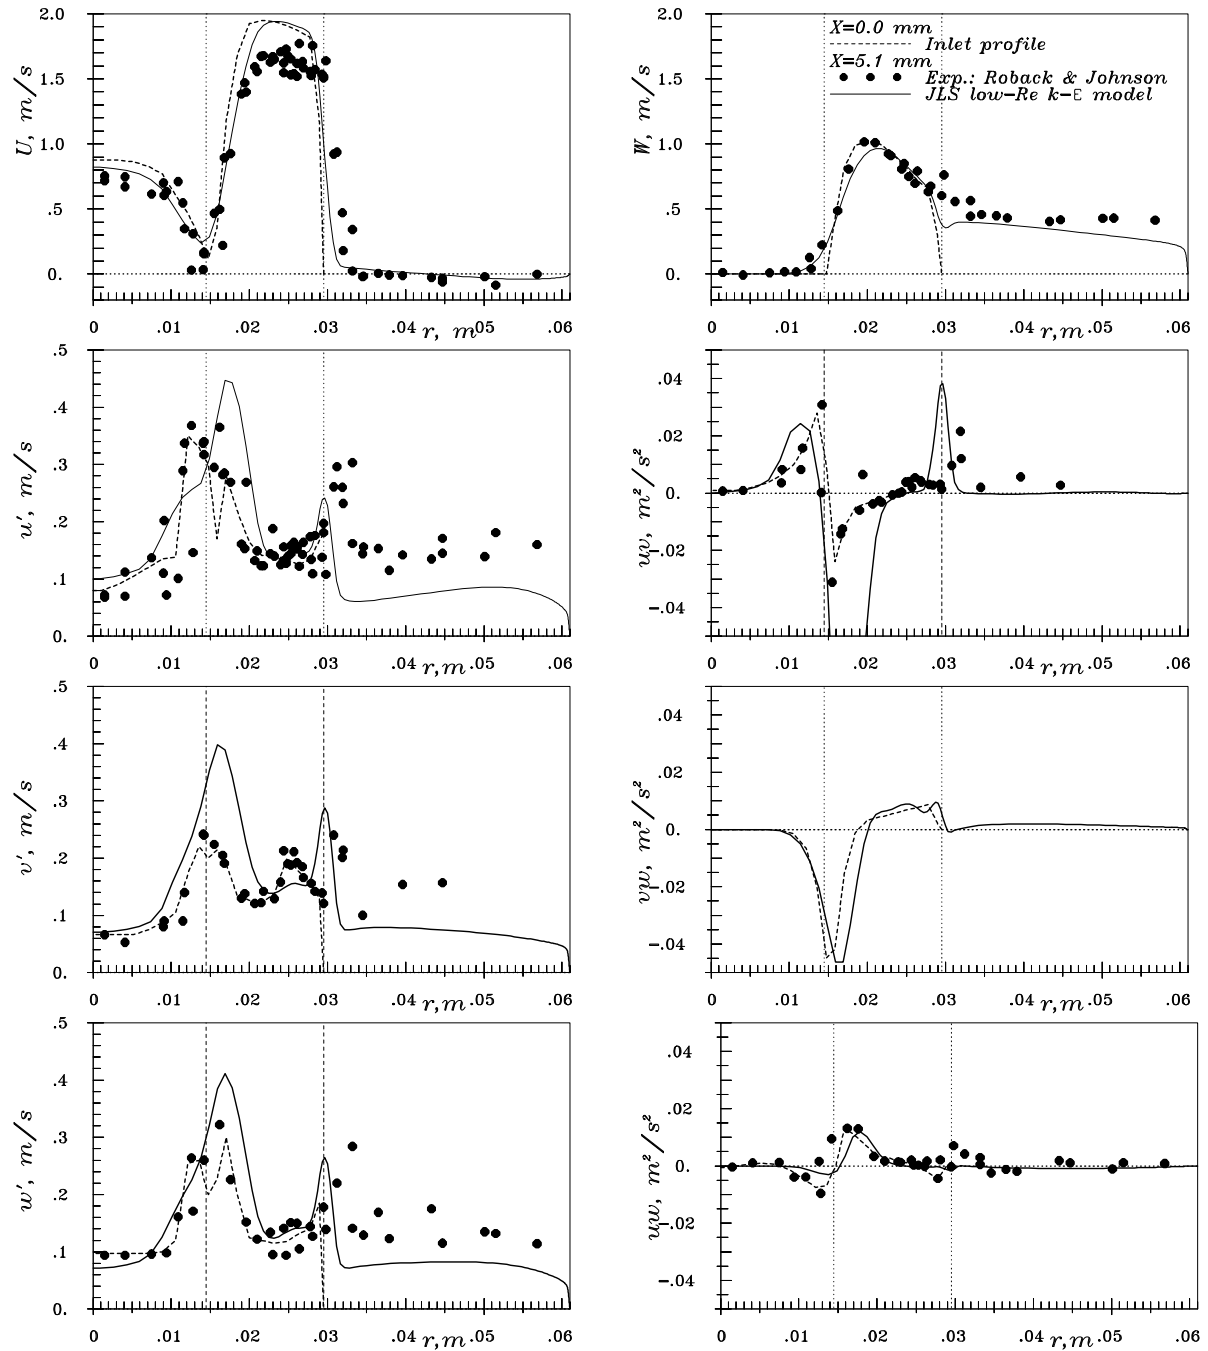 2.0
1.5
1.0
.5
0.
U, m/s
0 .01 .02 .03 .04 r, m .05 .06
2.0
1.5
1.0
.5
0.
W, m/s
X=0.0 mm
Inlet profile
X=5.1 mm
Exp.: Roback & Johnson
JLS low-Re k-ε model
0 .01 .02 .03 .04 r,m .05 .06
.5
.4
.3
.2
.1
0.
u', m/s
0 .01 .02 .03 .04 r,m .05 .06
.04
.02
0.
-.02
-.04
uv, m²/s²
0 .01 .02 .03 .04 r,m .05 .06
.5
.4
.3
.2
.1
0.
v', m/s
0 .01 .02 .03 .04 r,m .05 .06
.04
.02
0.
-.02
-.04
vw, m²/s²
0 .01 .02 .03 .04 r,m .05 .06
.5
.4
.3
.2
.1
0.
w', m/s
0 .01 .02 .03 .04 r,m .05 .06
.04
.02
0.
-.02
-.04
uw, m²/s²
0 .01 .02 .03 .04 r,m .05 .06